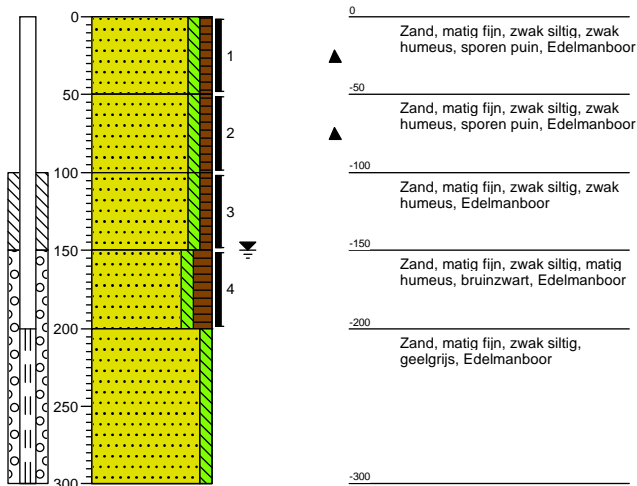 0
50
100
150
200
250
300
1
2
3
4
0
Zand, matig fijn, zwak siltig, zwak
humeus, sporen puin, Edelmanboor
-50
Zand, matig fijn, zwak siltig, zwak
humeus, sporen puin, Edelmanboor
-100
Zand, matig fijn, zwak siltig, zwak
humeus, Edelmanboor
-150
Zand, matig fijn, zwak siltig, matig
humeus, bruinzwart, Edelmanboor
-200
Zand, matig fijn, zwak siltig,
geelgrijs, Edelmanboor
-300